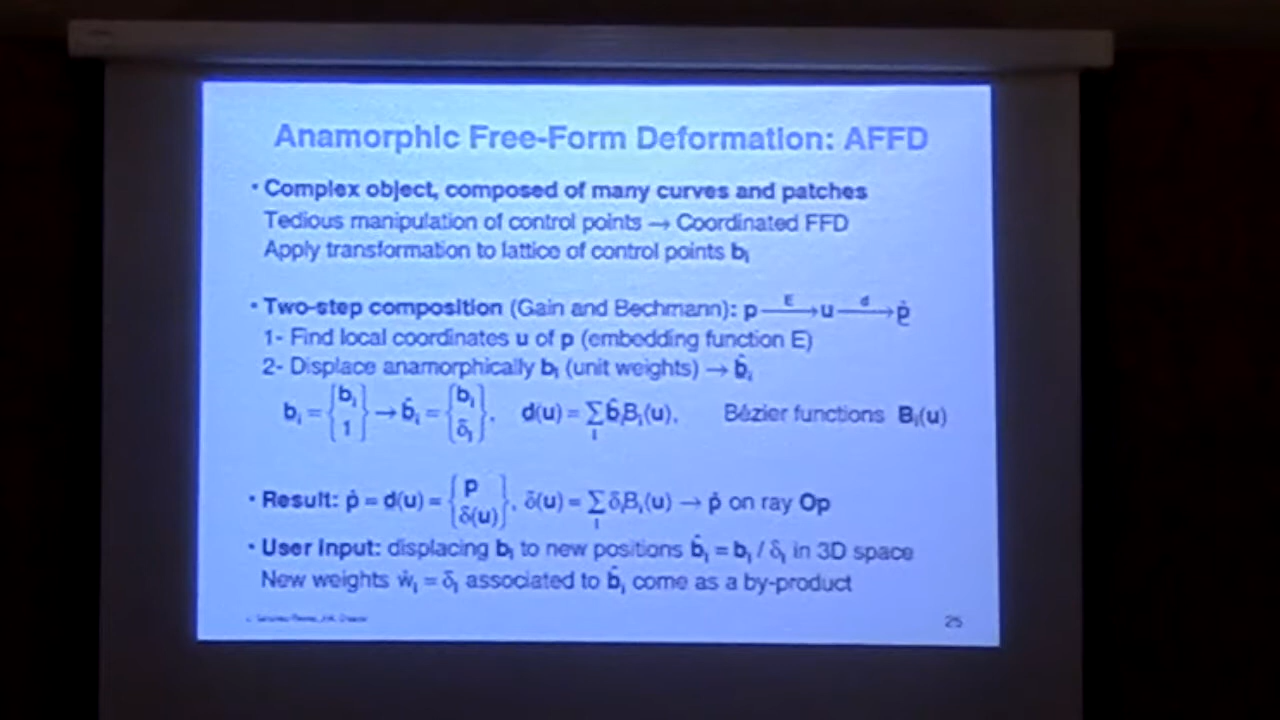 Anamorphic Free-Form Deformation: AFFD
• Complex object, composed of many curves and patches
Tedious manipulation of control points → Coordinated FFD
Apply transformation to lattice of control points bᵢ
• Two-step composition (Gain and Bechmann): p —E→ u —d→ p̂
1- Find local coordinates u of p (embedding function E)
2- Displace anamorphically bᵢ (unit weights) → b̂ᵢ
bᵢ = {bᵢ 1} → b̂ᵢ = {bᵢ δᵢ}, d(u) = ∑ᵢ b̂ᵢBᵢ(u), Bézier functions Bᵢ(u)
• Result: p̂ = d(u) = {p δ(u)}, δ(u) = ∑ᵢ δᵢBᵢ(u) → p̂ on ray Op
• User Input: displacing bᵢ to new positions b̂ᵢ = bᵢ / δᵢ in 3D space
New weights ŵᵢ = δᵢ associated to b̂ᵢ come as a by-product
25